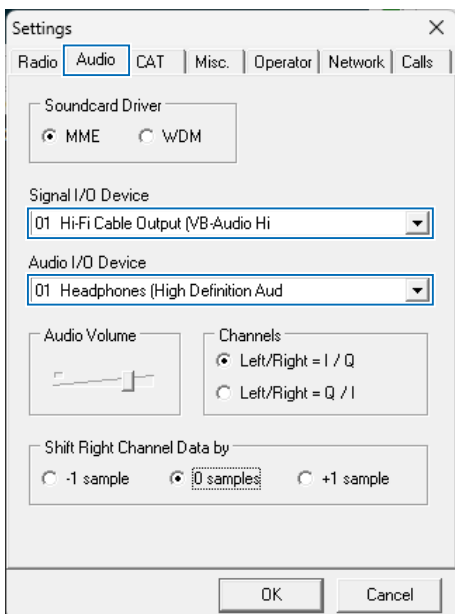 Settings
Radio Audio CAT Misc. Operator Network Calls
Soundcard Driver
MME WDM
Signal I/O Device
01 Hi-Fi Cable Output (VB-Audio Hi
Audio I/O Device
01 Headphones (High Definition Aud
Audio Volume Channels
Left/Right = I / Q
Left/Right = Q / I
Shift Right Channel Data by
-1 sample 0 samples +1 sample
OK Cancel